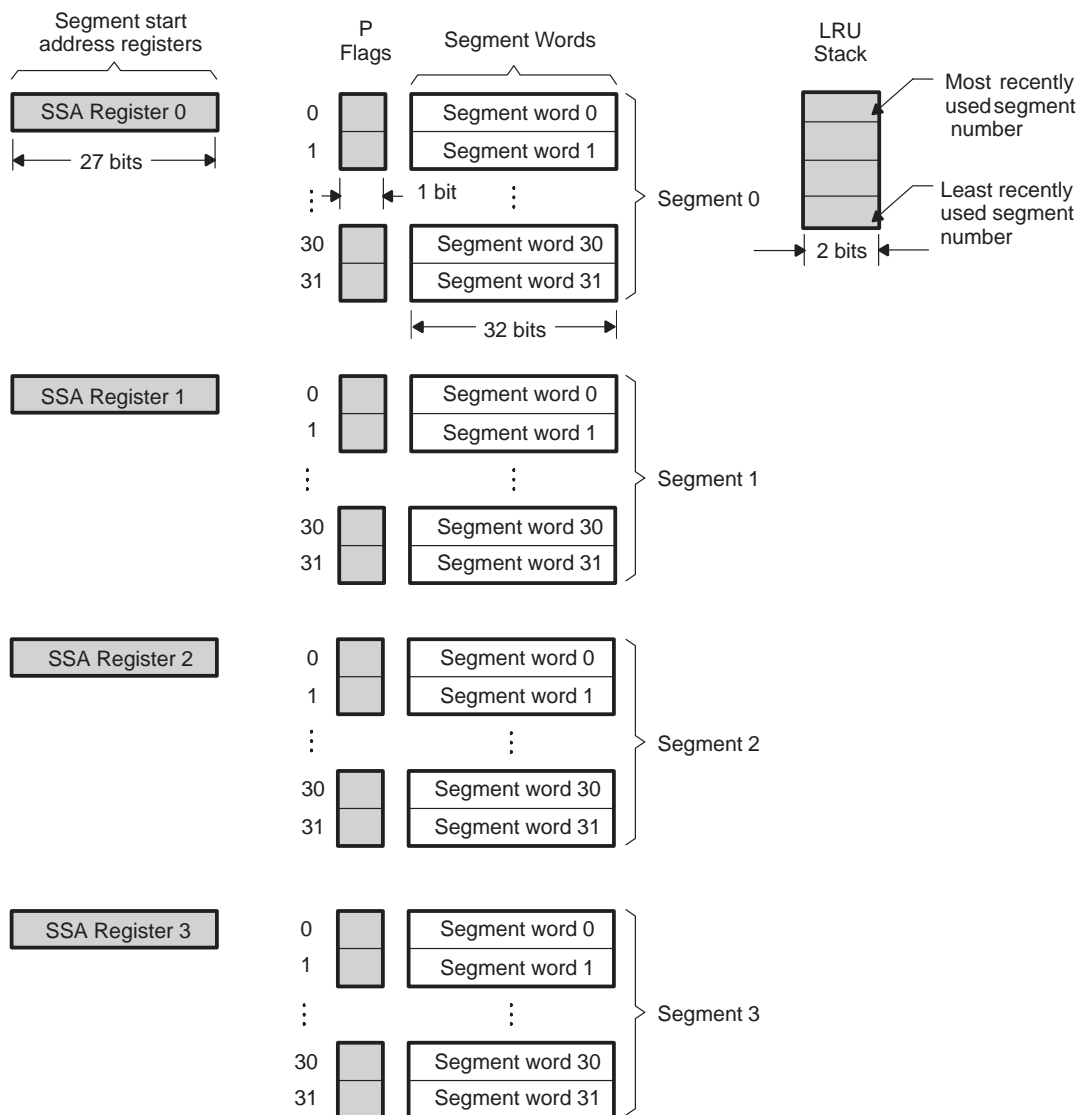 Segment start
address registers
P
Flags
Segment Words
LRU
Stack
SSA Register 0
27 bits
0
1
30
31
1 bit
Segment word 0
Segment word 1
Segment word 30
Segment word 31
32 bits
Segment 0
Most recently
used segment
number
Least recently
used segment
number
2 bits
SSA Register 1
0
1
30
31
Segment word 0
Segment word 1
Segment word 30
Segment word 31
Segment 1
SSA Register 2
0
1
30
31
Segment word 0
Segment word 1
Segment word 30
Segment word 31
Segment 2
SSA Register 3
0
1
30
31
Segment word 0
Segment word 1
Segment word 30
Segment word 31
Segment 3